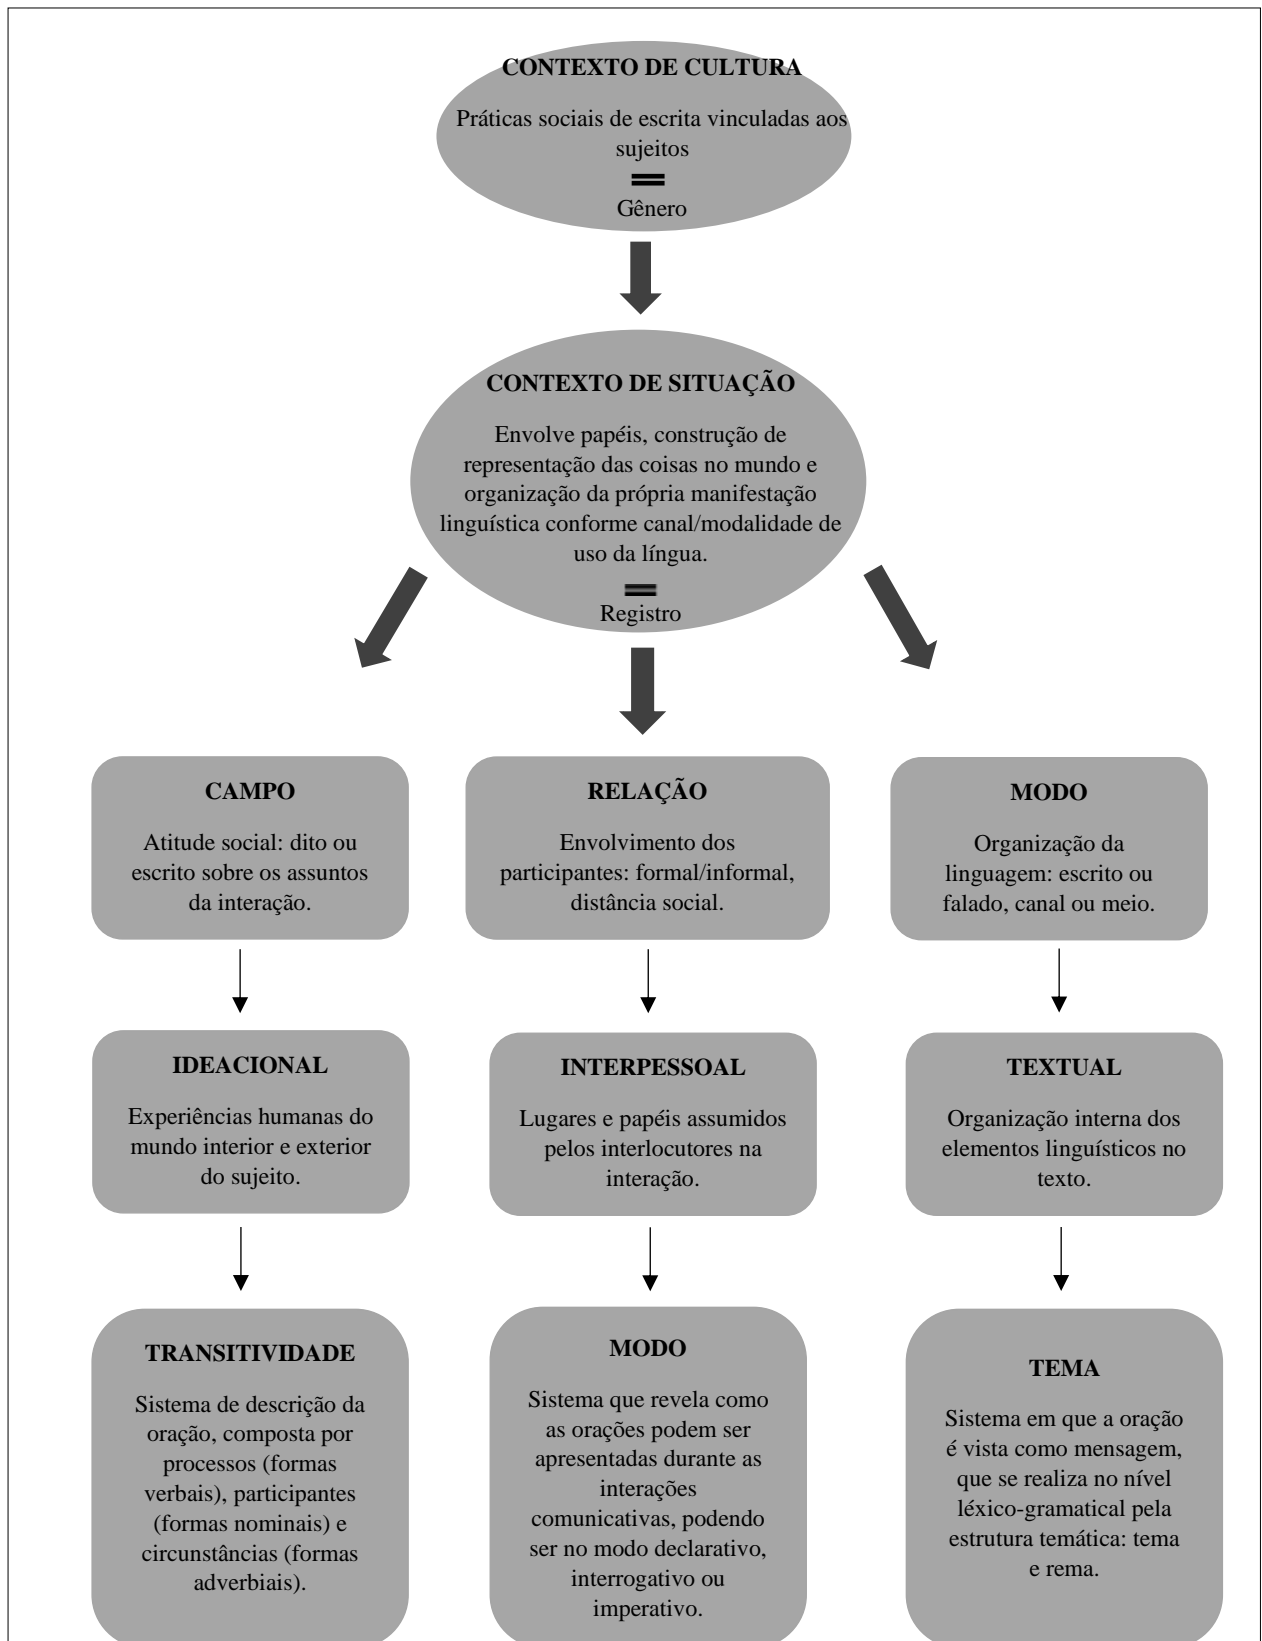 CONTEXTO DE CULTURA
Práticas sociais de escrita vinculadas aos
sujeitos
=
Gênero
CONTEXTO DE SITUAÇÃO
Envolve papéis, construção de
representação das coisas no mundo e
organização da própria manifestação
linguística conforme canal/modalidade de
uso da língua.
=
Registro
CAMPO
Atitude social: dito ou
escrito sobre os assuntos
da interação.
RELAÇÃO
Envolvimento dos
participantes: formal/informal,
distância social.
MODO
Organização da
linguagem: escrito ou
falado, canal ou meio.
IDEACIONAL
Experiências humanas do
mundo interior e exterior
do sujeito.
INTERPESSOAL
Lugares e papéis assumidos
pelos interlocutores na
interação.
TEXTUAL
Organização interna dos
elementos linguísticos no
texto.
TRANSITIVIDADE
Sistema de descrição da
oração, composta por
processos (formas
verbais), participantes
(formas nominais) e
circunstâncias (formas
adverbiais).
MODO
Sistema que revela como
as orações podem ser
apresentadas durante as
interações
comunicativas, podendo
ser no modo declarativo,
interrogativo ou
imperativo.
TEMA
Sistema em que a oração
é vista como mensagem,
que se realiza no nível
léxico-gramatical pela
estrutura temática: tema
e rema.